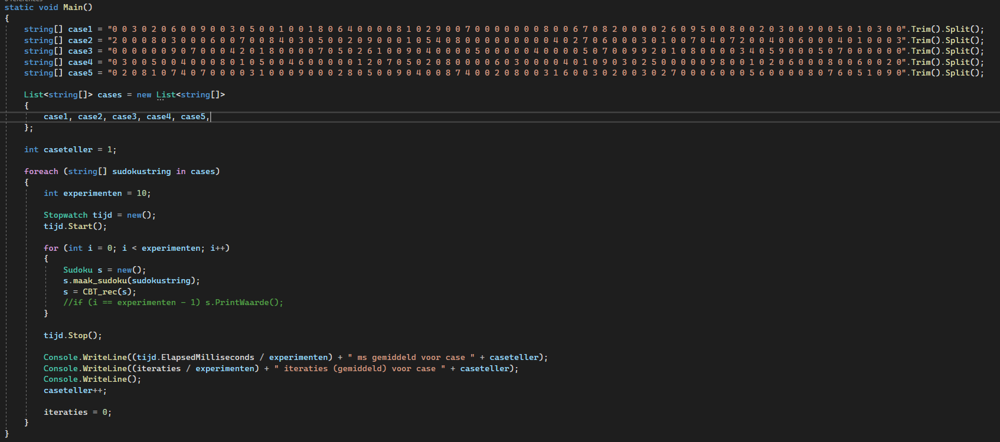 static void Main()
{
string[] case1 = "0 0 3 0 2 0 6 0 0 9 0 0 3 0 5 0 0 1 0 0 1 8 0 6 4 0 0 0 0 8 1 0 2 9 0 0 7 0 0 0 0 0 0 0 8 0 0 6 7 0 8 2 0 0 0 0 2 6 0 9 5 0 0 8 0 0 2 0 3 0 0 9 0 0 5 0 1 0 3 0 0".Trim().Split();
string[] case2 = "2 0 0 0 8 0 3 0 0 0 6 0 0 7 0 0 8 4 0 3 0 5 0 0 2 0 9 0 0 0 1 0 5 4 0 8 0 0 0 0 0 0 0 0 0 4 0 2 7 0 6 0 0 0 3 0 1 0 0 7 0 4 0 7 2 0 0 4 0 0 6 0 0 0 4 0 1 0 0 0 3".Trim().Split();
string[] case3 = "0 0 0 0 0 0 9 0 7 0 0 0 4 2 0 1 8 0 0 0 0 7 0 5 0 2 6 1 0 0 9 0 4 0 0 0 0 5 0 0 0 0 0 4 0 0 0 0 5 0 7 0 0 9 9 2 0 1 0 8 0 0 0 0 3 4 0 5 9 0 0 0 5 0 7 0 0 0 0 0 0".Trim().Split();
string[] case4 = "0 3 0 0 5 0 0 4 0 0 0 8 0 1 0 5 0 0 4 6 0 0 0 0 0 1 2 0 7 0 5 0 2 0 8 0 0 0 0 6 0 3 0 0 0 0 4 0 1 0 9 0 3 0 2 5 0 0 0 0 0 9 8 0 0 1 0 2 0 6 0 0 0 8 0 0 6 0 0 2 0".Trim().Split();
string[] case5 = "0 2 0 8 1 0 7 4 0 7 0 0 0 0 3 1 0 0 0 9 0 0 0 2 8 0 5 0 0 9 0 4 0 0 8 7 4 0 0 2 0 8 0 0 3 1 6 0 0 3 0 2 0 0 3 0 2 7 0 0 0 6 0 0 0 5 6 0 0 0 0 8 0 7 6 0 5 1 0 9 0".Trim().Split();
List<string[]> cases = new List<string[]>
{
case1, case2, case3, case4, case5,
};
int caseteller = 1;
foreach (string[] sudokustring in cases)
{
int experimenten = 10;
Stopwatch tijd = new();
tijd.Start();
for (int i = 0; i < experimenten; i++)
{
Sudoku s = new();
s.maak_sudoku(sudokustring);
s = CBT_rec(s);
//if (i == experimenten - 1) s.PrintWaarde();
}
tijd.Stop();
Console.WriteLine((tijd.ElapsedMilliseconds / experimenten) + " ms gemiddeld voor case " + caseteller);
Console.WriteLine((iteraties / experimenten) + " iteraties (gemiddeld) voor case " + caseteller);
Console.WriteLine();
caseteller++;
iteraties = 0;
}
}